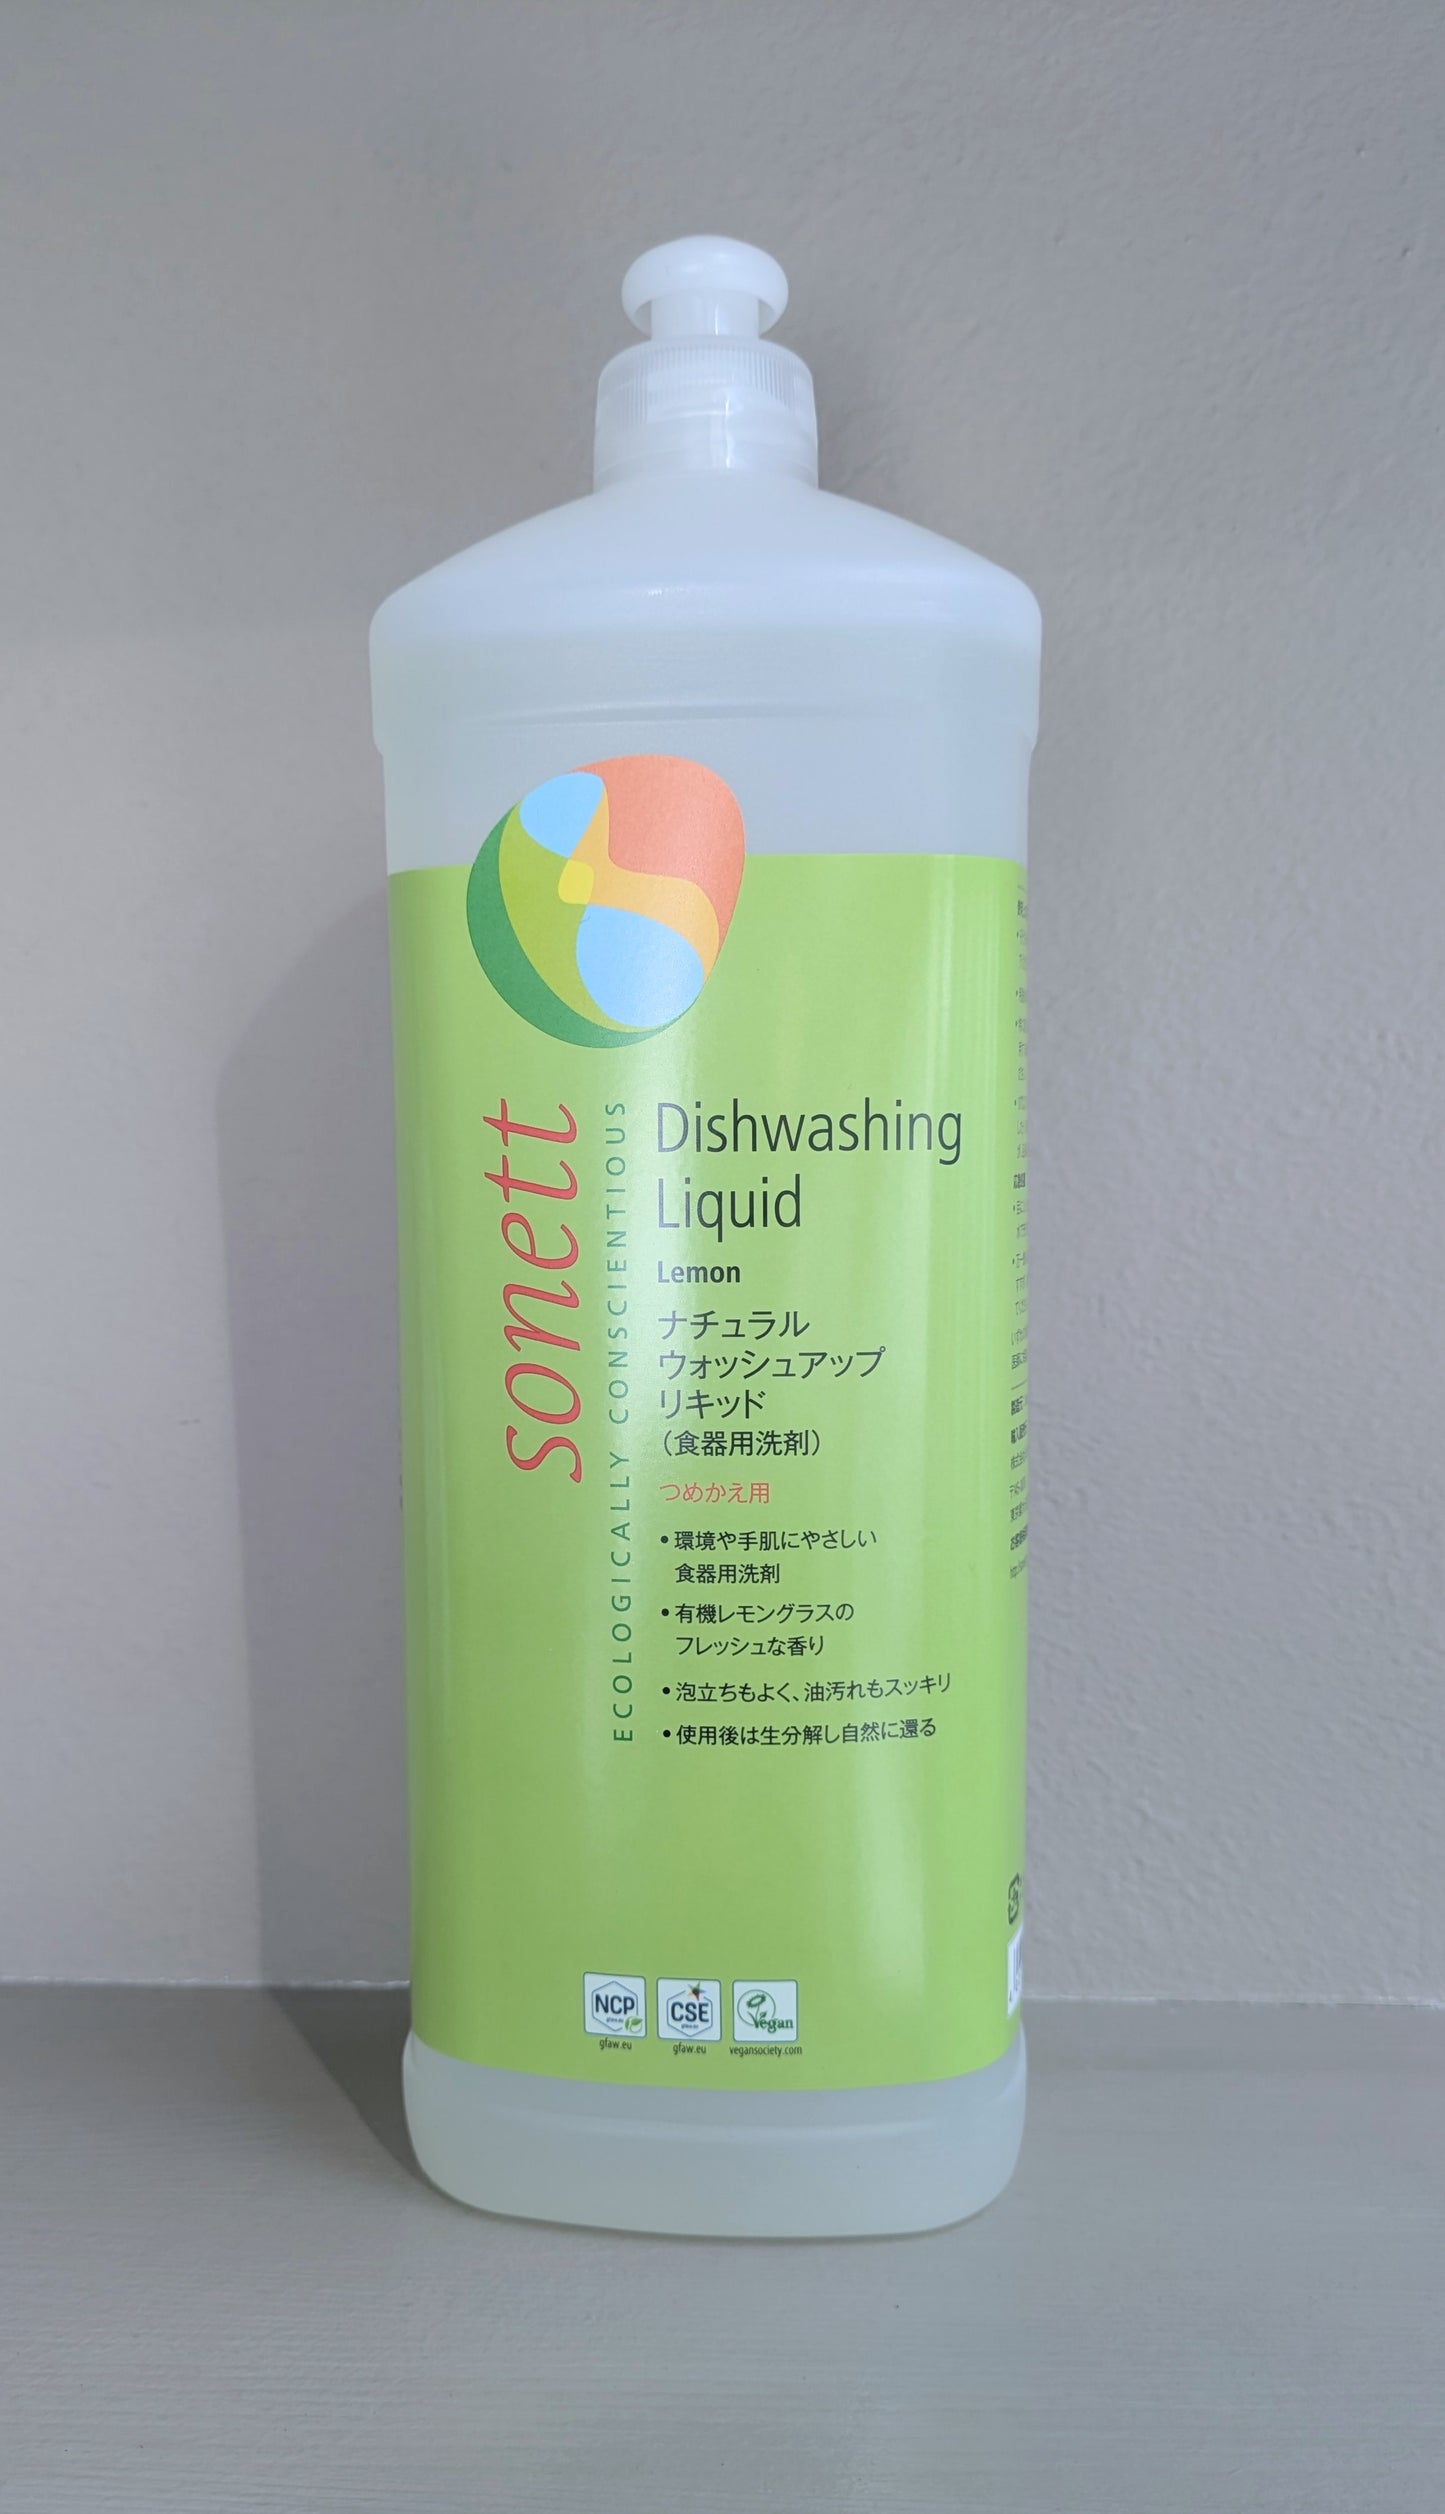 sonett
ECOLOGICALLY CONSCIENTIOUS
Dishwashing
Liquid
Lemon
ナチュラル
ウォッシュアップ
リキッド
（食器用洗剤）
つめかえ用
•環境や手肌にやさしい
食器用洗剤
•有機レモングラスの
フレッシュな香り
•泡立ちもよく、油汚れもスッキリ
•使用後は生分解し自然に還る
NCP
gfaw.eu
CSE
gfaw.eu
Vegan
vegansociety.com